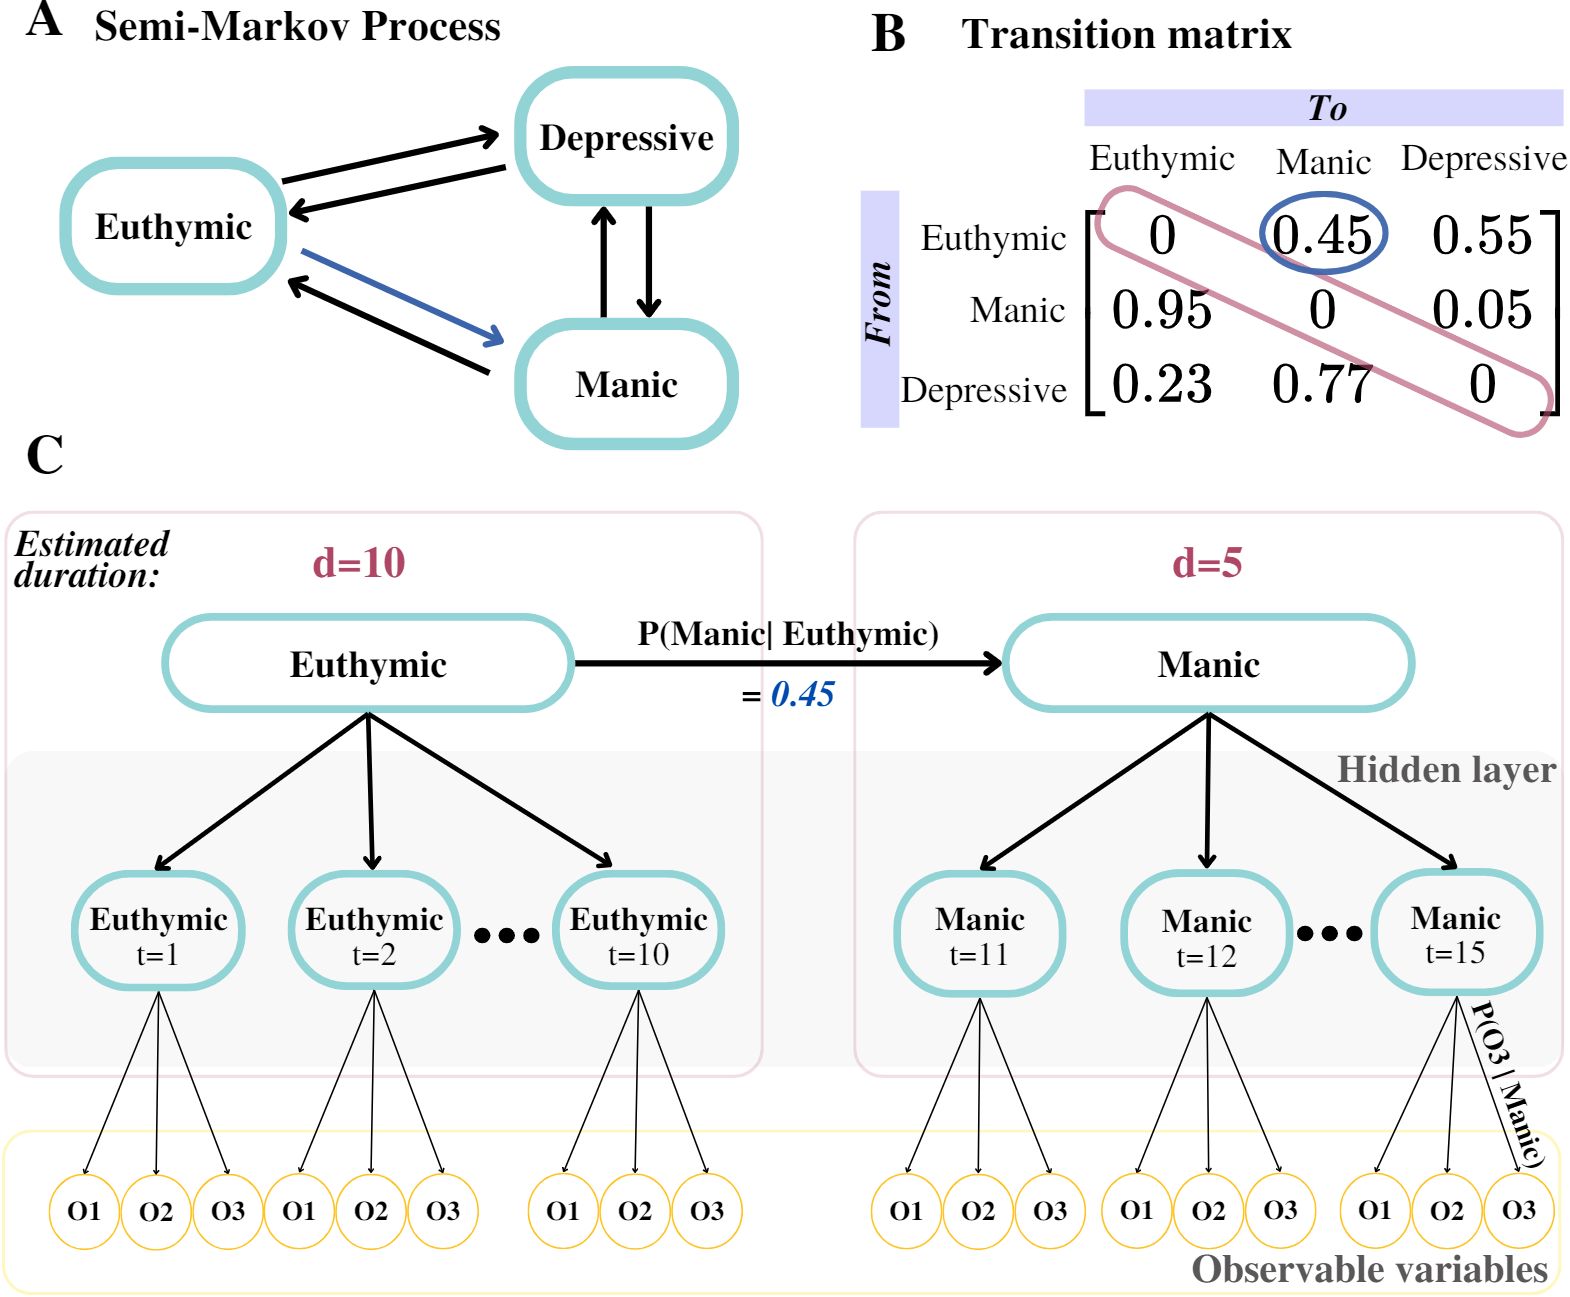 A Semi-Markov Process
Depressive
Euthymic
Manic
B Transition matrix
To
Euthymic Manic Depressive
From
Euthymic 0 0.45 0.55
Manic 0.95 0 0.05
Depressive 0.23 0.77 0
C
Estimated
duration:
d=10
d=5
Euthymic
P(Manic| Euthymic)
= 0.45
Manic
Hidden layer
Euthymic
t=1
Euthymic
t=2
Euthymic
t=10
Manic
t=11
Manic
t=12
Manic
t=15
P(O3 | Manic)
O1 O2 O3 O1 O2 O3 O1 O2 O3 O1 O2 O3 O1 O2 O3 O1 O2 O3
Observable variables